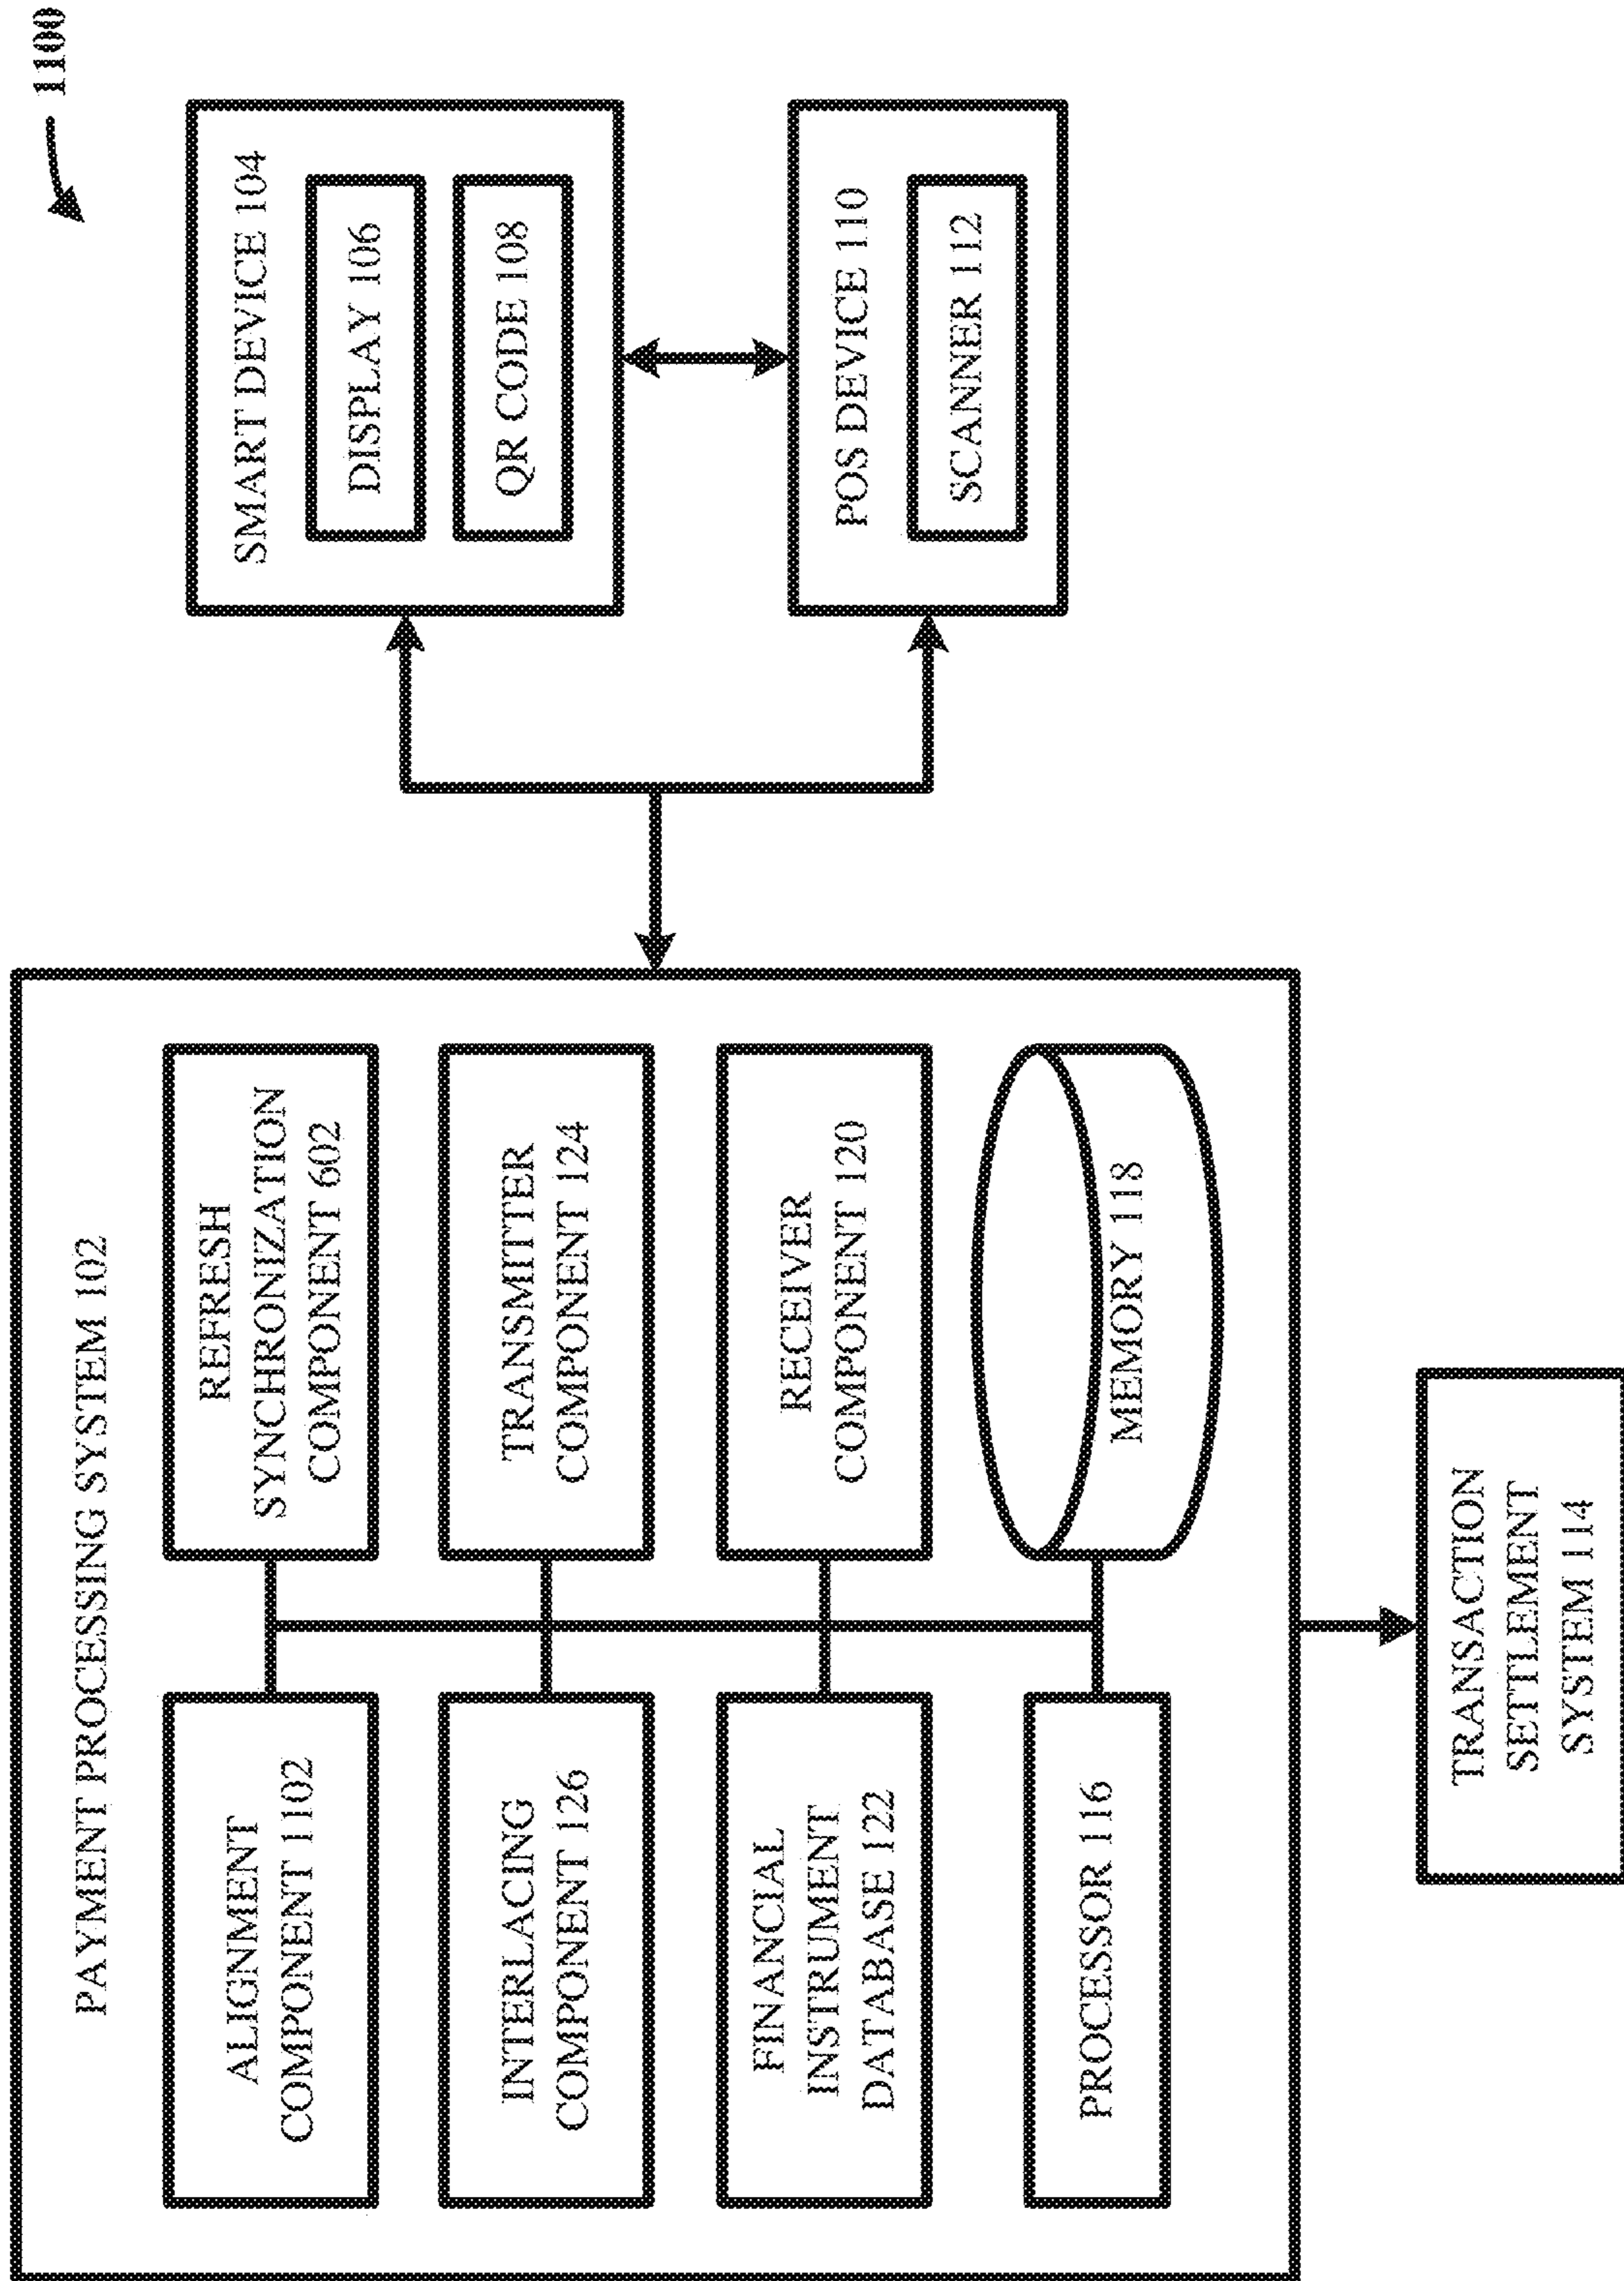 1100
PAYMENT PROCESSING SYSTEM 102
ALIGNMENT
COMPONENT 1102
REFRESH
SYNCHRONIZATION
COMPONENT 602
INTERLACING
COMPONENT 126
TRANSMITTER
COMPONENT 124
FINANCIAL
INSTRUMENT
DATABASE 122
RECEIVER
COMPONENT 120
PROCESSOR 116
MEMORY 118
SMART DEVICE 104
DISPLAY 106
QR CODE 108
POS DEVICE 110
SCANNER 112
TRANSACTION
SETTLEMENT
SYSTEM 114